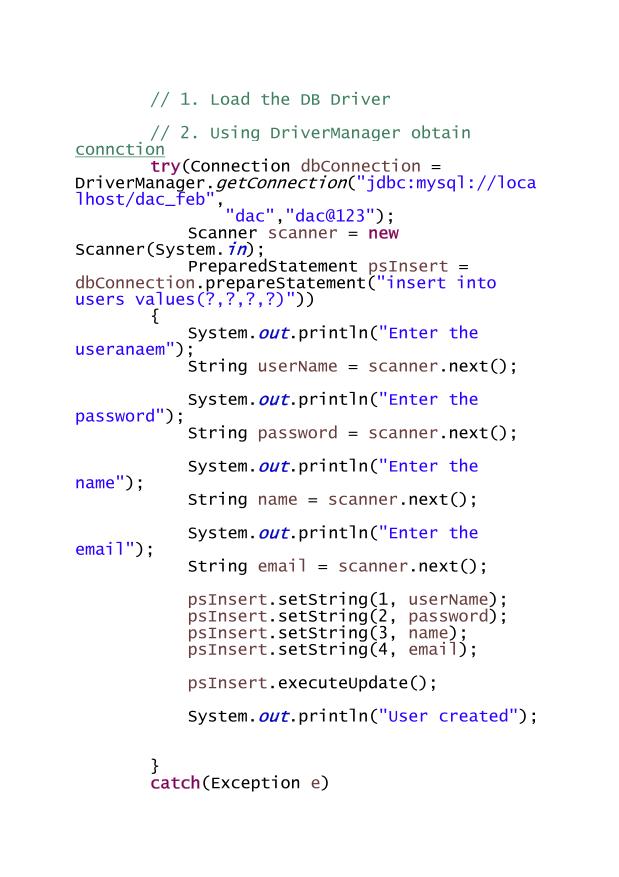 // 1. Load the DB Driver
// 2. Using DriverManager obtain
connction
try(Connection dbConnection =
DriverManager.getConnection("jdbc:mysql://loca
lhost/dac_feb",
"dac","dac@123");
Scanner scanner = new
Scanner(System.in);
PreparedStatement psInsert =
dbConnection.prepareStatement("insert into
users values(?,?,?,?)"))
{
System.out.println("Enter the
useranaem");
String userName = scanner.next();
System.out.println("Enter the
password");
String password = scanner.next();
System.out.println("Enter the
name");
String name = scanner.next();
System.out.println("Enter the
email");
String email = scanner.next();
psInsert.setString(1, userName);
psInsert.setString(2, password);
psInsert.setString(3, name);
psInsert.setString(4, email);
psInsert.executeUpdate();
System.out.println("User created");
}
catch(Exception e)